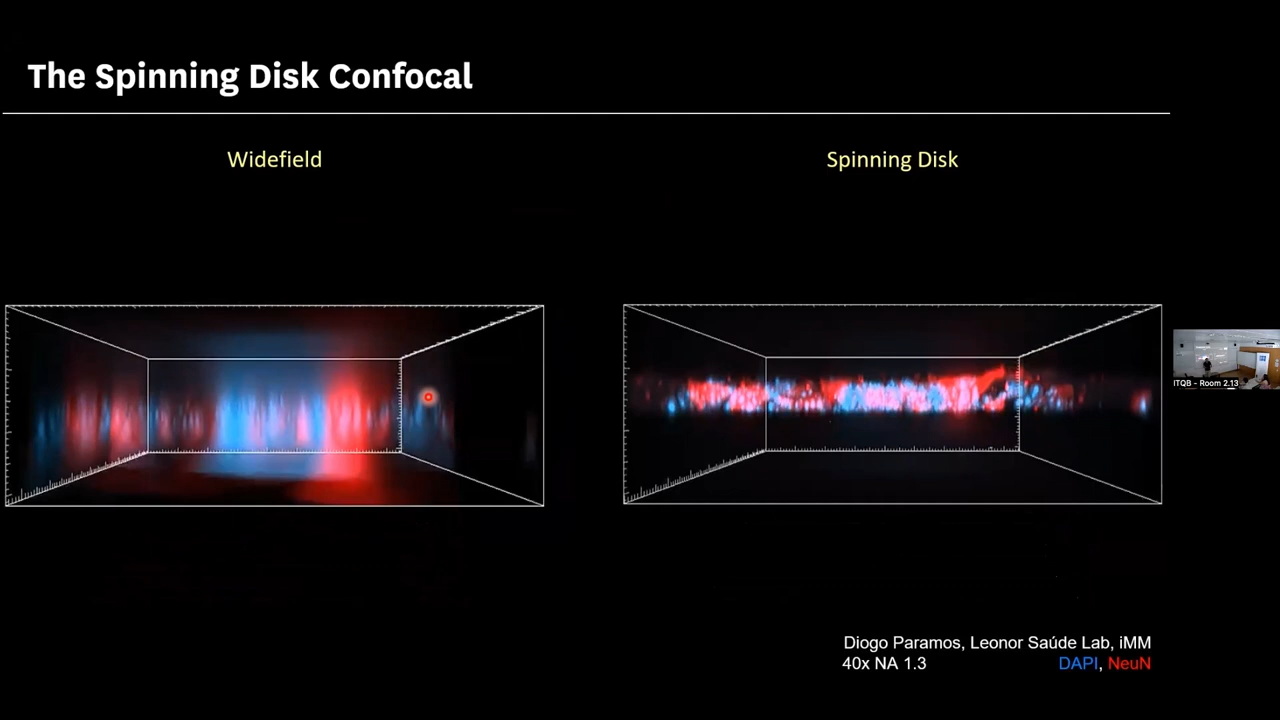 The Spinning Disk Confocal
Widefield
Spinning Disk
ITQB - Room 2.13
Diogo Paramos, Leonor Saúde Lab, iMM
40x NA 1.3
DAPI, NeuN